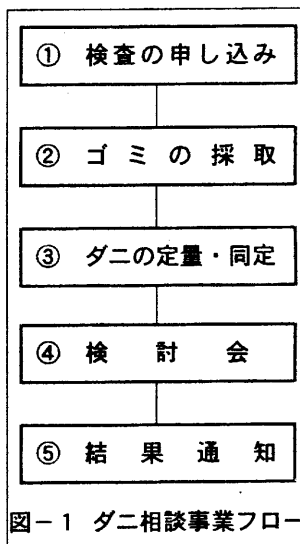 ① 検査の申し込み
② ゴミの採取
③ ダニの定量・同定
④ 検討会
⑤ 結果通知
図－1 ダニ相談事業フロー